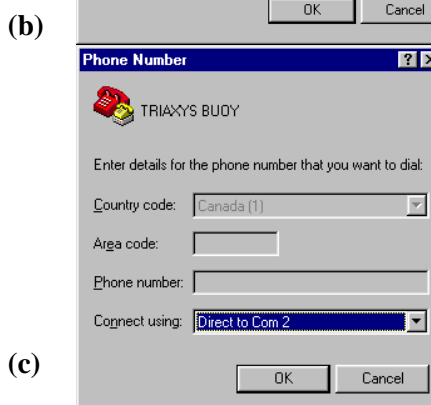 OK Cancel
(b)
Phone Number
TRIAXYS BUOY
Enter details for the phone number that you want to dial:
Country code: Canada (1)
Area code:
Phone number:
Connect using: Direct to Com 2
(c)
OK Cancel